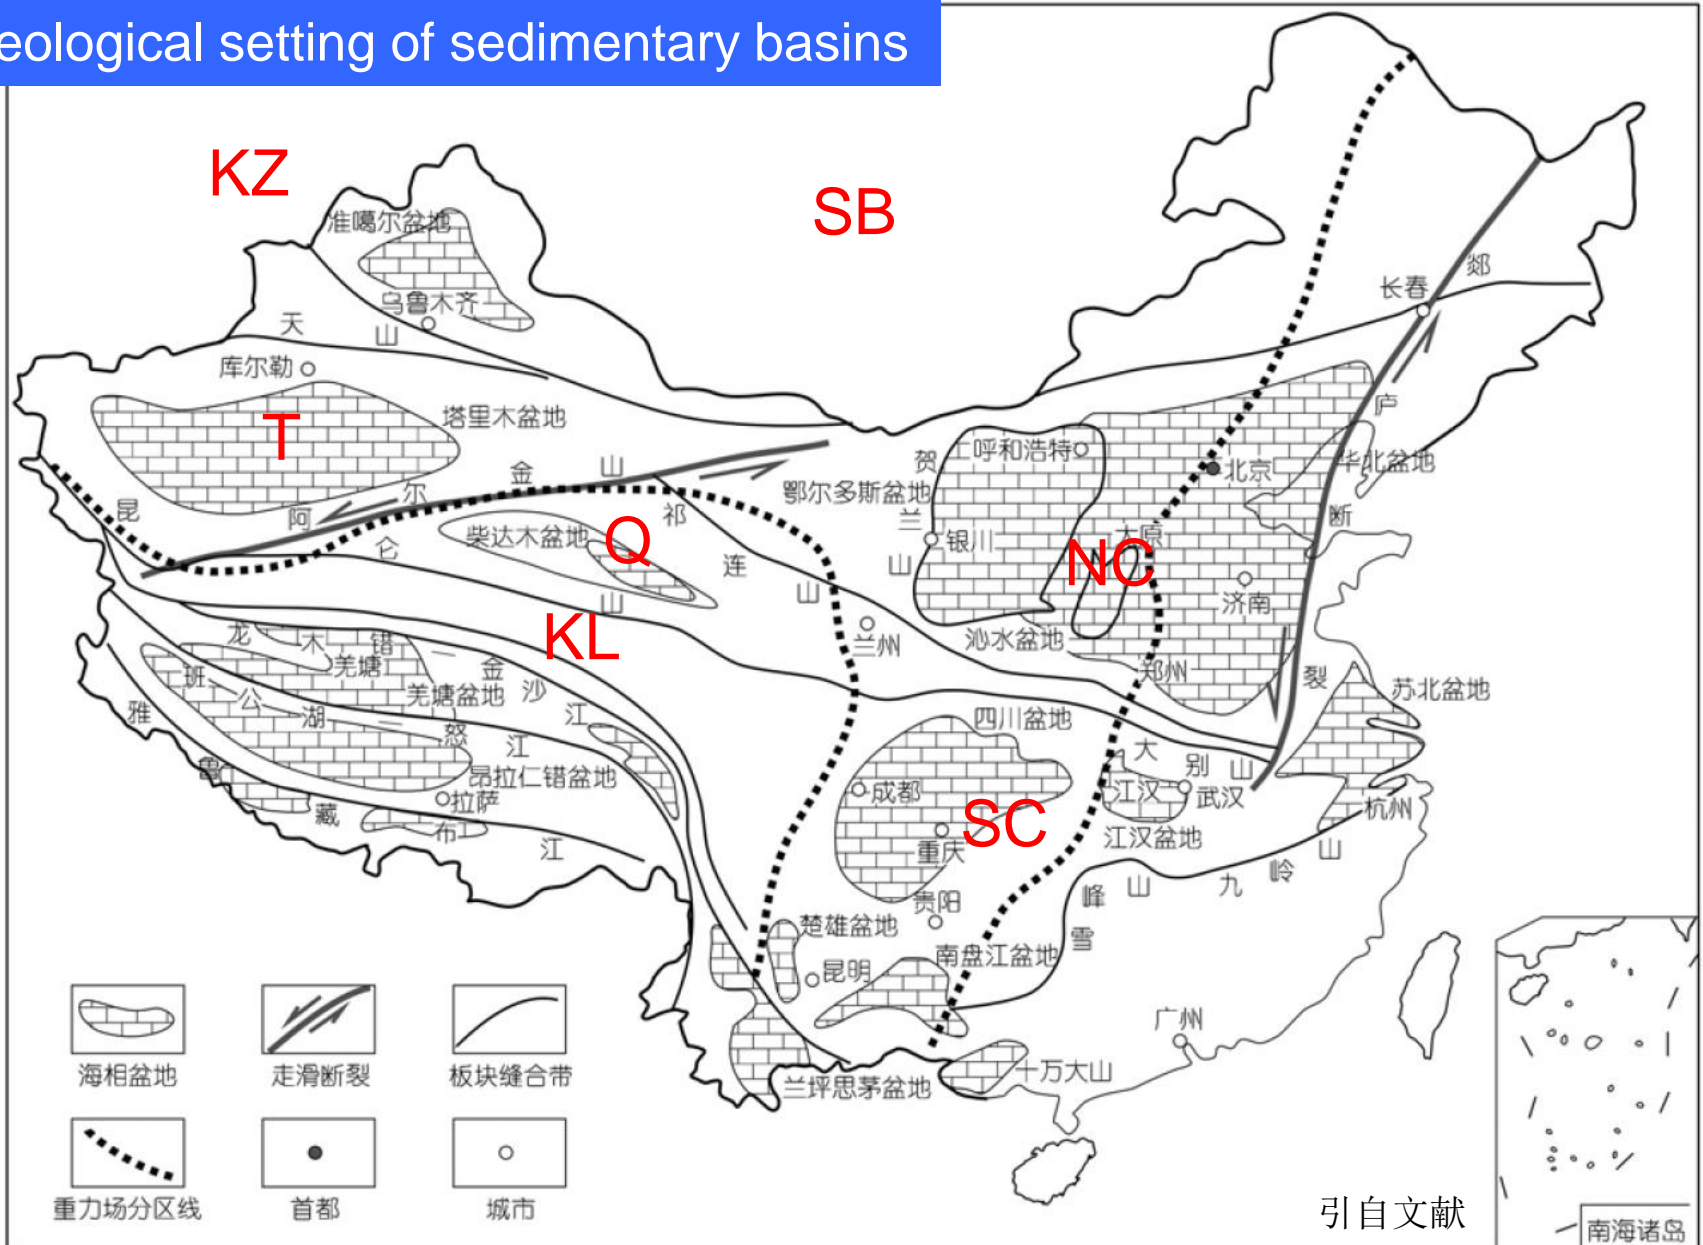 eological setting of sedimentary basins
KZ
SB
准噶尔盆地
乌鲁木齐
天
山
库尔勒
T
塔里木盆地
长春
郯
庐
断
裂
贺
兰
山
呼和浩特
北京
华北盆地
鄂尔多斯盆地
银川
NC
太原
济南
沁水盆地
郑州
阿
尔
金
山
昆
仑
山
柴达木盆地
Q
祁
连
山
兰州
KL
龙
木
错
羌塘
羌塘盆地
金
沙
江
班
公
湖
怒
江
昂拉仁错盆地
雅
鲁
藏
布
江
拉萨
四川盆地
成都
SC
重庆
大
别
山
江汉
武汉
江汉盆地
苏北盆地
杭州
山
岭
九
山
峰
雪
贵阳
楚雄盆地
昆明
南盘江盆地
兰坪思茅盆地
十万大山
广州
海相盆地
走滑断裂
板块缝合带
重力场分区线
首都
城市
引自文献
南海诸岛